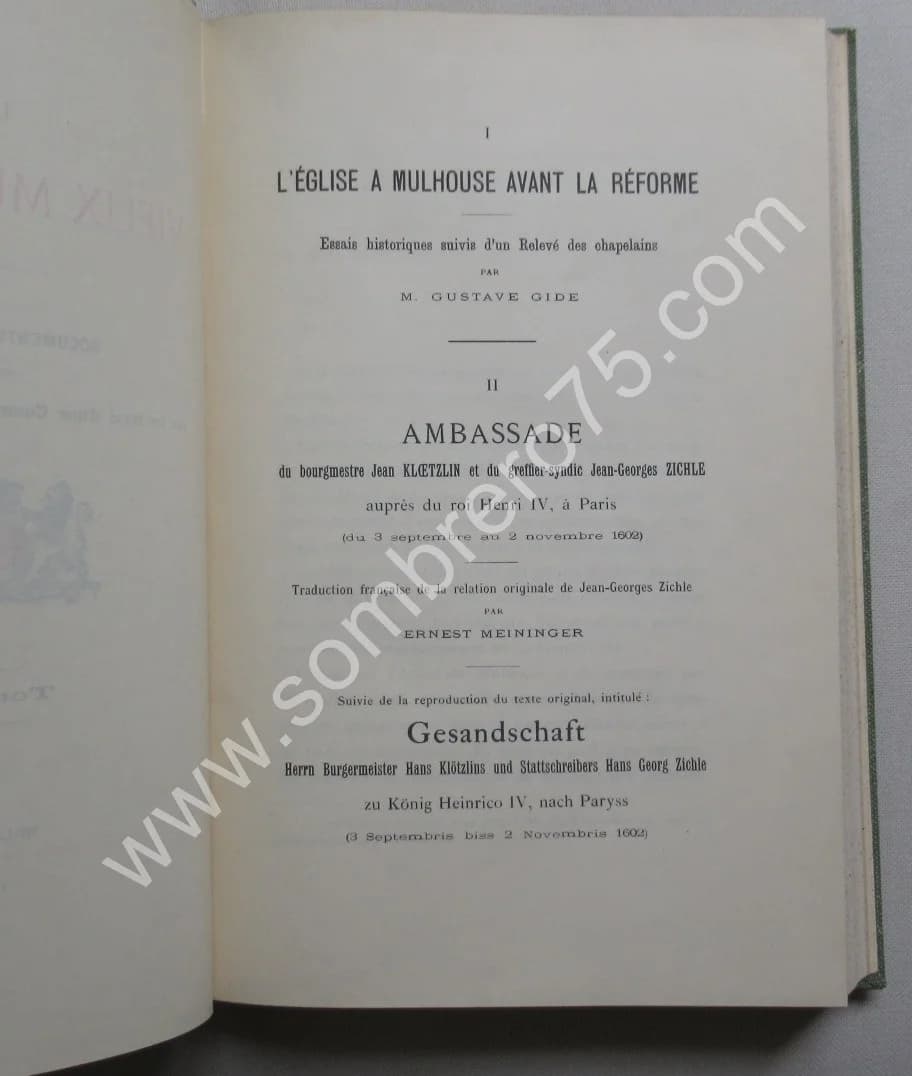 I
L'ÉGLISE A MULHOUSE AVANT LA RÉFORME
Essais historiques suivis d'un Relevé des chapelains
PAR
M. GUSTAVE GIDE
II
AMBASSADE
du bourgmestre Jean KLŒTZLIN et du greffier-syndic Jean-Georges ZICHLE
auprès du roi Henri IV, à Paris
(du 3 septembre au 2 novembre 1602)
Traduction française de la relation originale de Jean-Georges Zichle
PAR
ERNEST MEININGER
Suivie de la reproduction du texte original, intitulé :
Gesandschaft
Herrn Burgermeister Hans Klötzlins und Stattschreibers Hans Georg Zichle
zu König Heinrico IV, nach Paryss
(3 Septembris biss 2 Novembris 1602)
www.sombrero75.com